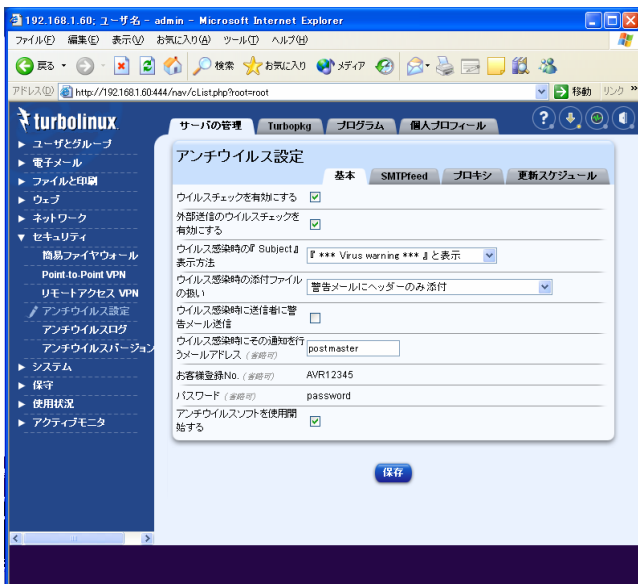 192.168.1.60; ユーザ名 - admin - Microsoft Internet Explorer
ファイル(F) 編集(E) 表示(V) お気に入り(A) ツール(T) ヘルプ(H)
戻る 検索 お気に入り メディア
アドレス(D) http://192.168.1.60:444/nav/cList.php?root=root 移動 リンク »
turbolinux
サーバの管理 Turbopkg プログラム 個人プロフィール
ユーザとグループ
電子メール
ファイルと印刷
ウェブ
ネットワーク
セキュリティ
簡易ファイヤウォール
Point-to-Point VPN
リモートアクセス VPN
アンチウイルス設定
アンチウイルスログ
アンチウイルスバージョン
システム
保守
使用状況
アクティブモニタ
アンチウイルス設定
基本 SMTPfeed プロキシ 更新スケジュール
ウイルスチェックを有効にする
外部送信のウイルスチェックを
有効にする
ウイルス感染時の『 Subject 』
表示方法
『 *** Virus warning *** 』と表示
ウイルス感染時の添付ファイル
の扱い
警告メールにヘッダーのみ添付
ウイルス感染時に送信者に警
告メール送信
ウイルス感染時にその通知を行
うメールアドレス (省略可)
postmaster
お客様登録No. (省略可) AVR12345
パスワード (省略可) password
アンチウイルスソフトを使用開
始する
保存